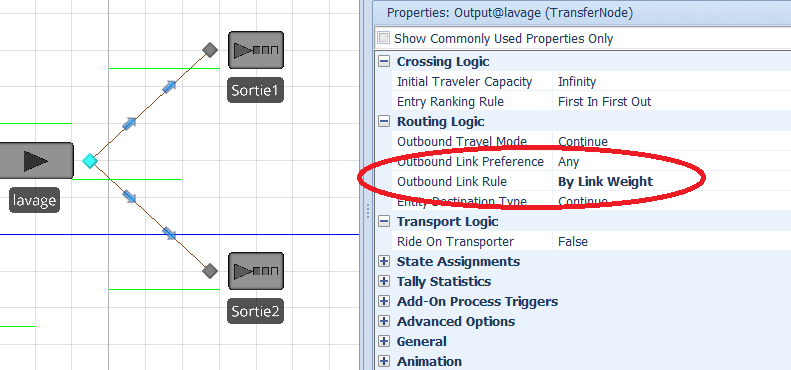 Sortie1
lavage
Sortie2
Properties: Output@lavage (TransferNode)
Show Commonly Used Properties Only
Crossing Logic
Initial Traveler Capacity Infinity
Entry Ranking Rule First In First Out
Routing Logic
Outbound Travel Mode Continue
Outbound Link Preference Any
Outbound Link Rule By Link Weight
Entity Destination Type Continue
Transport Logic
Ride On Transporter False
State Assignments
Tally Statistics
Add-On Process Triggers
Advanced Options
General
Animation